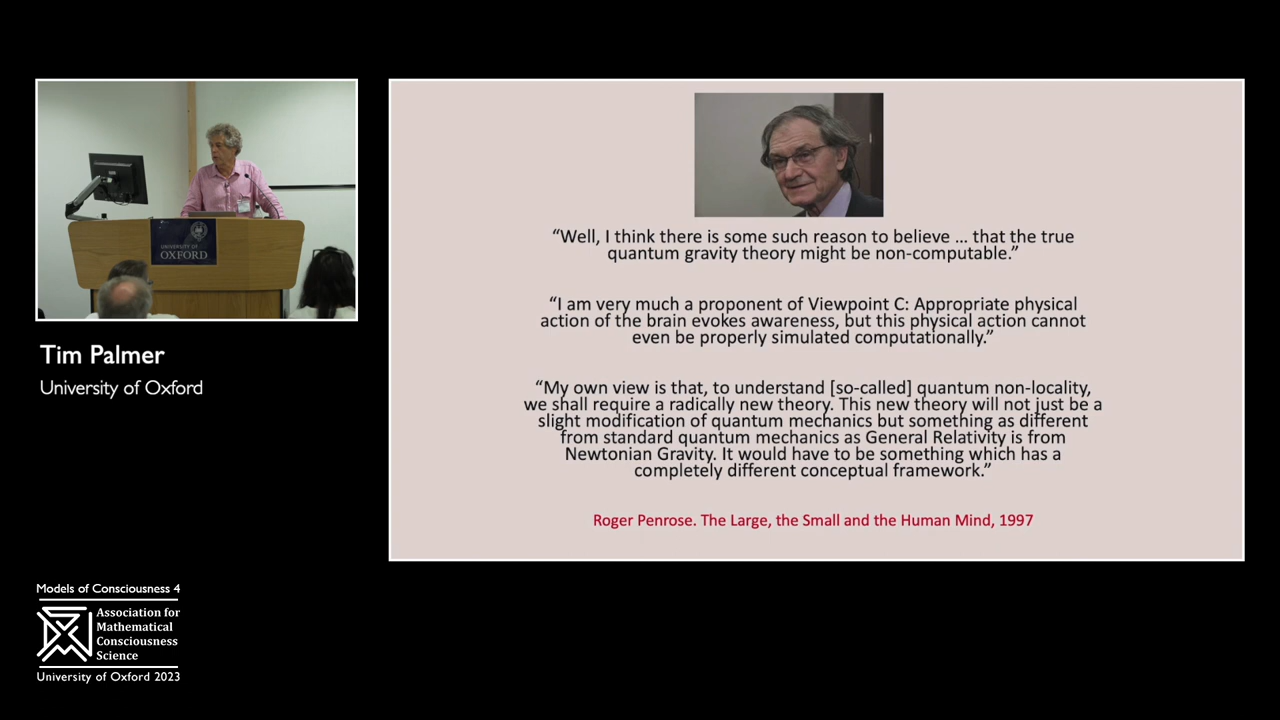 UNIVERSITY OF
OXFORD
Tim Palmer
University of Oxford
“Well, I think there is some such reason to believe … that the true
quantum gravity theory might be non-computable.”
“I am very much a proponent of Viewpoint C: Appropriate physical
action of the brain evokes awareness, but this physical action cannot
even be properly simulated computationally.”
“My own view is that, to understand [so-called] quantum non-locality,
we shall require a radically new theory. This new theory will not just be a
slight modification of quantum mechanics but something as different
from standard quantum mechanics as General Relativity is from
Newtonian Gravity. It would have to be something which has a
completely different conceptual framework.”
Roger Penrose. The Large, the Small and the Human Mind, 1997
Models of Consciousness 4
Association for
Mathematical
Consciousness
Science
University of Oxford 2023